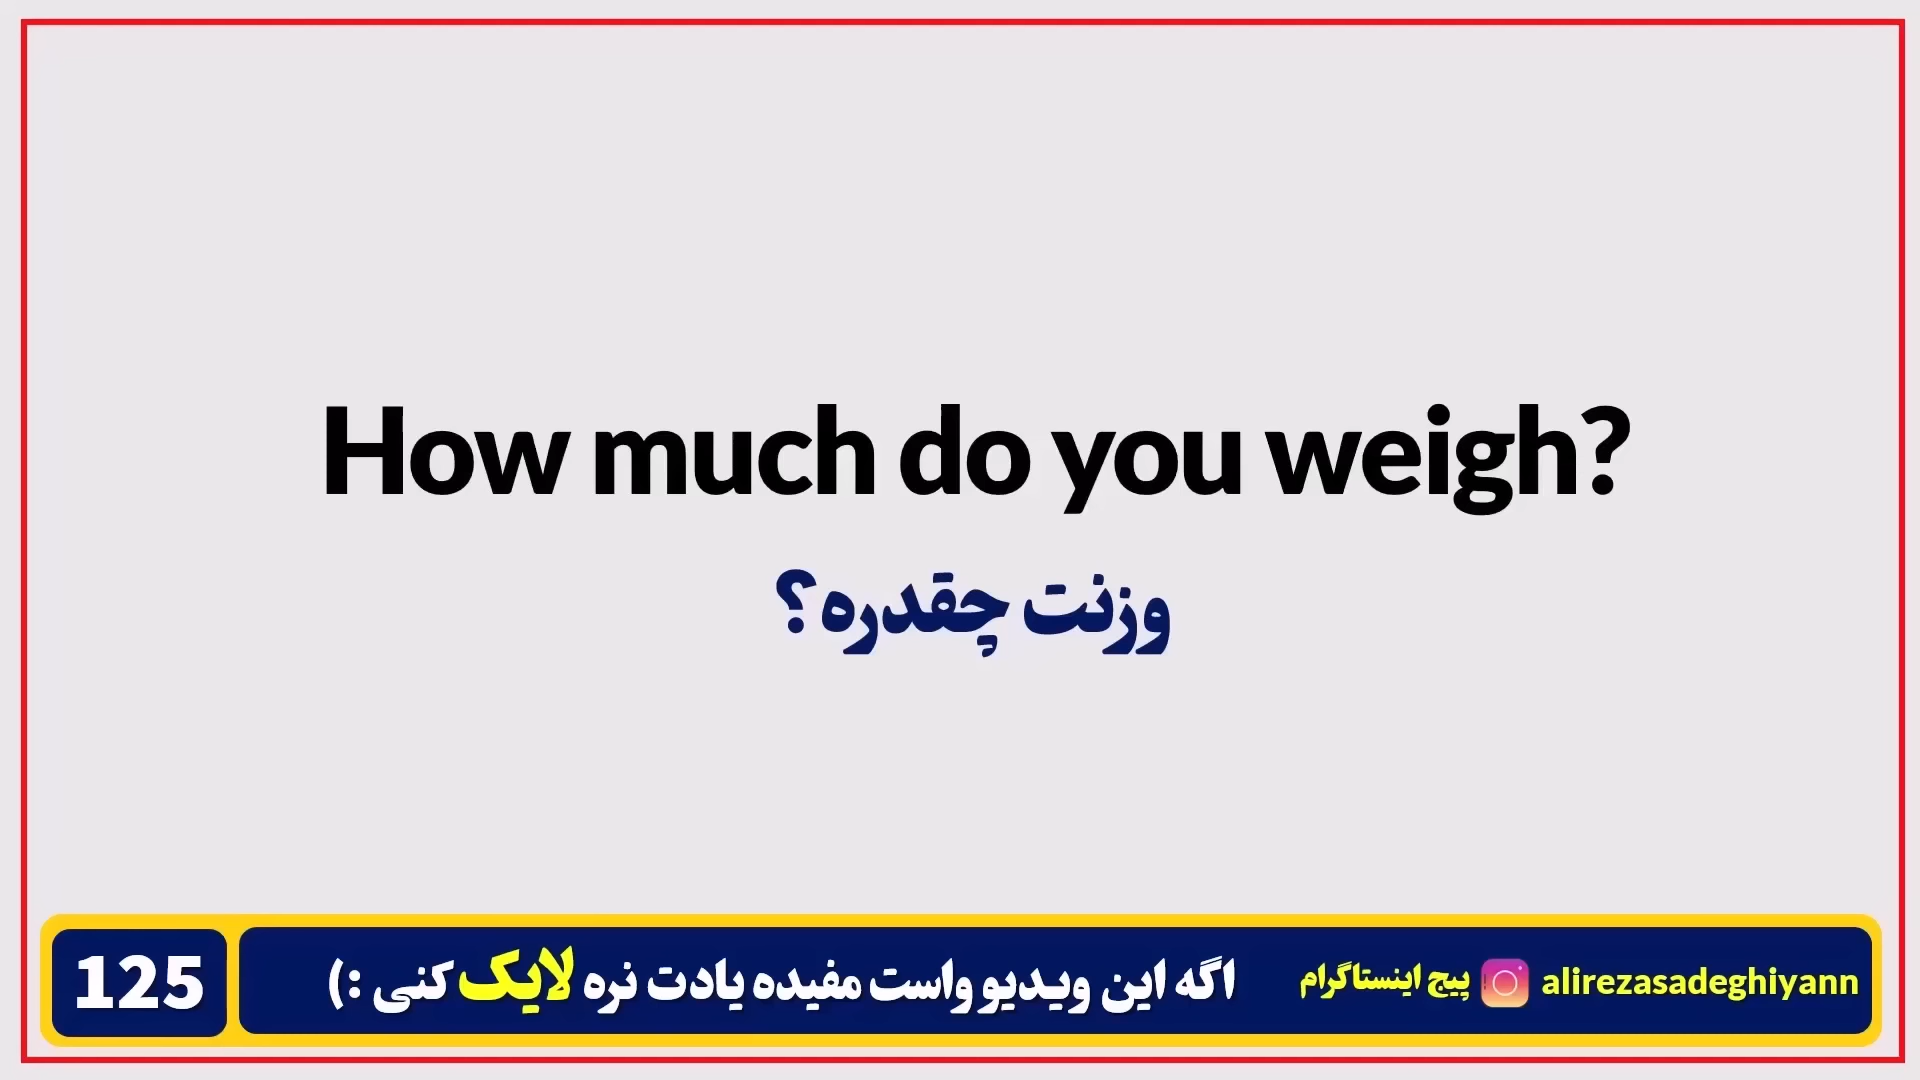 How much do you weigh?
وزنت چقدره؟
125
اگه این ویدیو واست مفیده یادت نره لایک کنی :)
پیج اینستاگرام alirezasadeghiyann